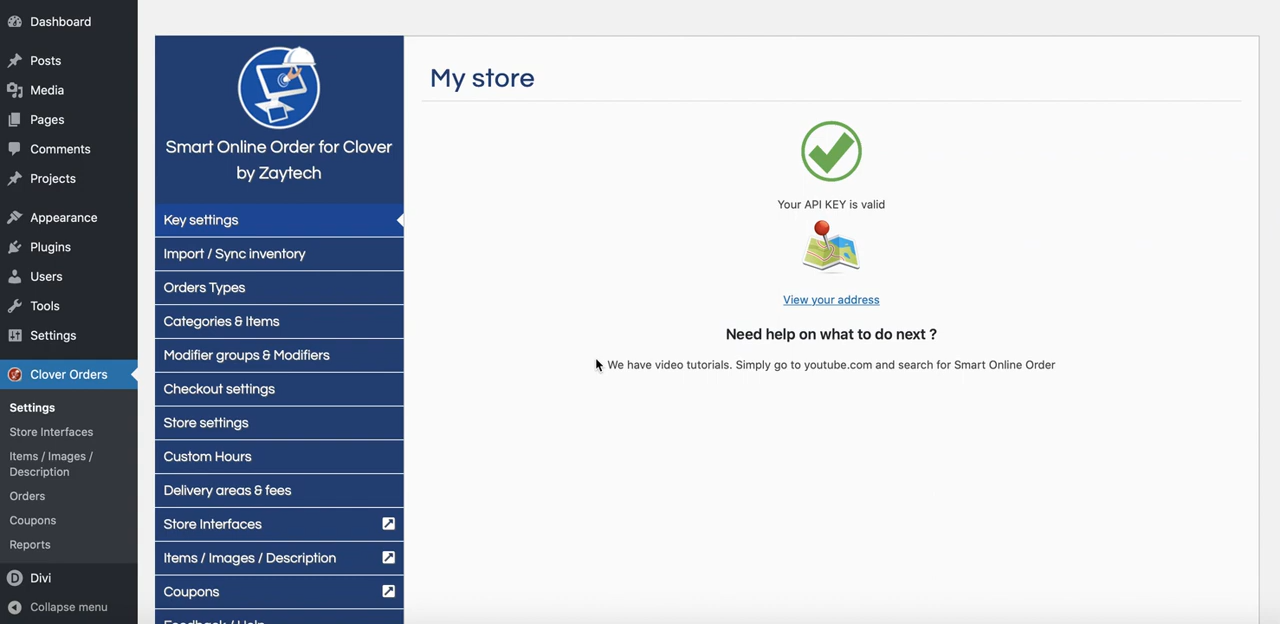 Dashboard
Posts
Media
Pages
Comments
Projects
Appearance
Plugins
Users
Tools
Settings
Clover Orders
Settings
Store Interfaces
Items / Images /
Description
Orders
Coupons
Reports
Divi
Collapse menu
Smart Online Order for Clover
by Zaytech
Key settings
Import / Sync inventory
Orders Types
Categories & Items
Modifier groups & Modifiers
Checkout settings
Store settings
Custom Hours
Delivery areas & fees
Store Interfaces
Items / Images / Description
Coupons
Feedback / Help
My store
Your API KEY is valid
View your address
Need help on what to do next ?
We have video tutorials. Simply go to youtube.com and search for Smart Online Order